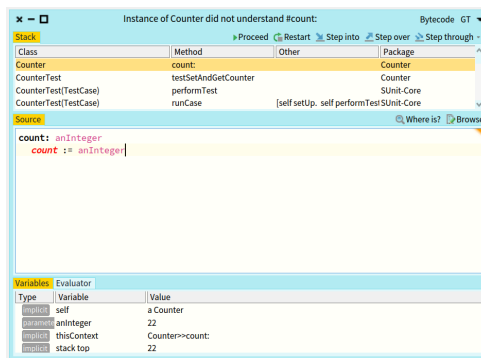 Instance of Counter did not understand #count: Bytecode GT
Stack Proceed Restart Step into Step over Step through
Class Method Other Package
Counter count: Counter
CounterTest testSetAndGetCounter Counter
CounterTest(TestCase) performTest SUnit-Core
CounterTest(TestCase) runCase [self setUp. self performTest SUnit-Core
Source Where is? Browse
count: anInteger
count := anInteger
Variables Evaluator
Type Variable Value
implicit self a Counter
paramete anInteger 22
implicit thisContext Counter>>count:
implicit stack top 22